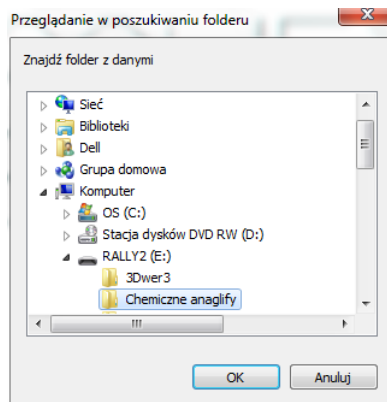 Przeglądanie w poszukiwaniu folderu
Znajdź folder z danymi
Sieć
Biblioteki
Dell
Grupa domowa
Komputer
OS (C:)
Stacja dysków DVD RW (D:)
RALLY2 (E:)
3Dwer3
Chemiczne anaglify
OK Anuluj